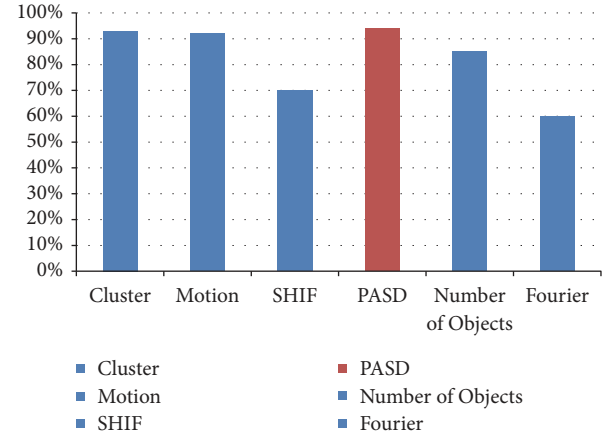 100%
90%
80%
70%
60%
50%
40%
30%
20%
10%
0%
Cluster Motion SHIF PASD Number of Objects Fourier
Cluster
Motion
SHIF
PASD
Number of Objects
Fourier